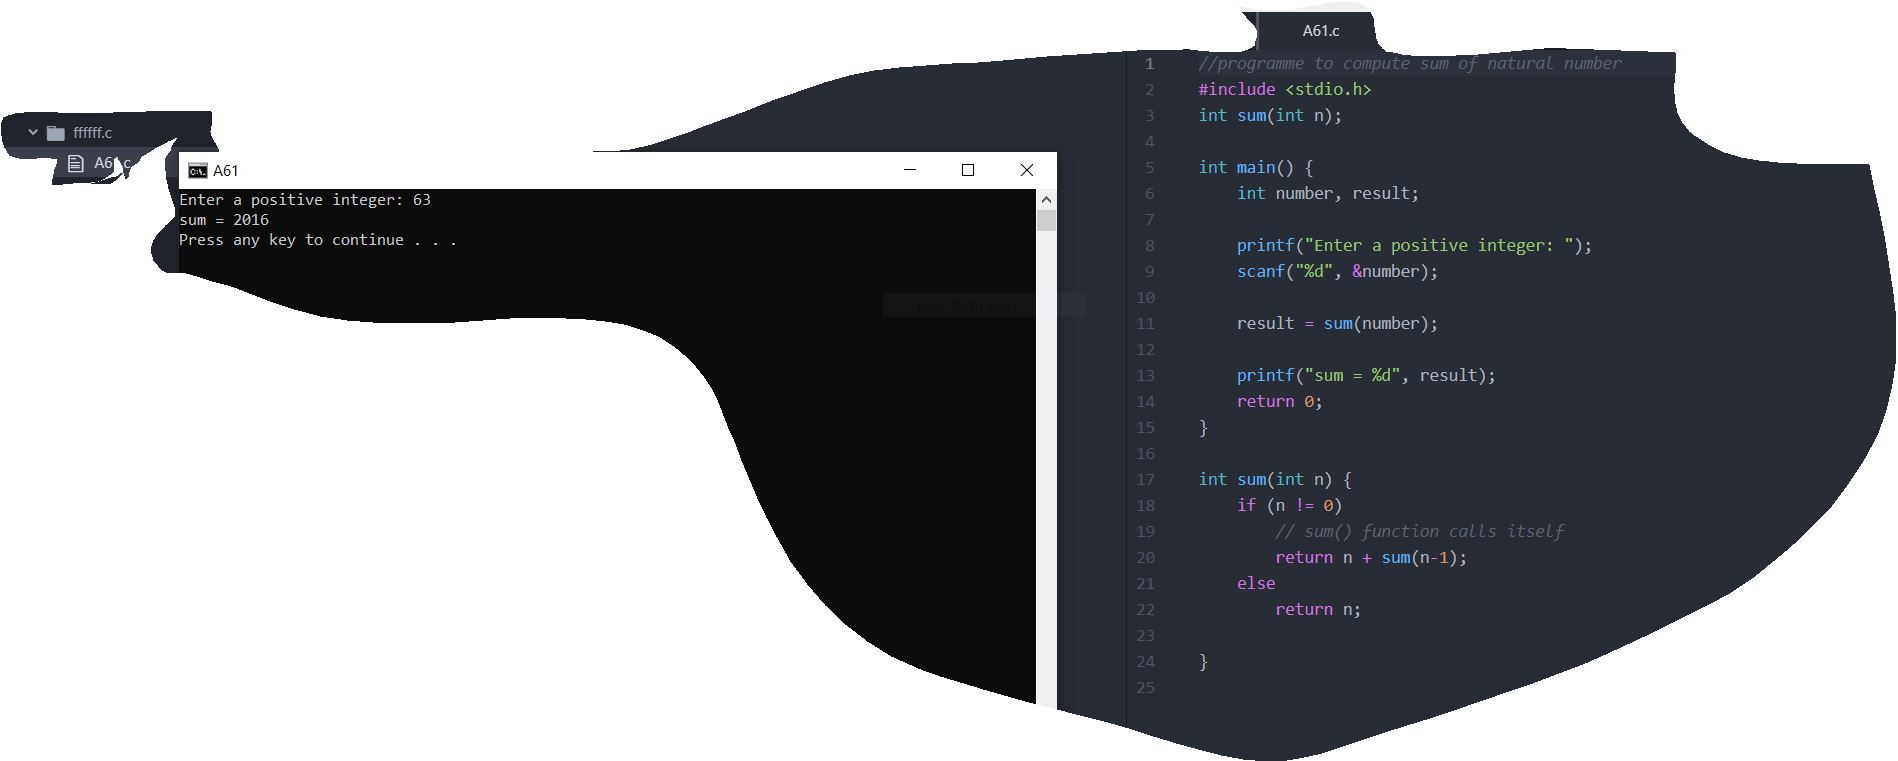 ffffff.c
A61.c
A61
Enter a positive integer: 63
sum = 2016
Press any key to continue . . .
Free-form Snip
A61.c
1 //programme to compute sum of natural number
2 #include <stdio.h>
3 int sum(int n);
4
5 int main() {
6 int number, result;
7
8 printf("Enter a positive integer: ");
9 scanf("%d", &number);
10
11 result = sum(number);
12
13 printf("sum = %d", result);
14 return 0;
15 }
16
17 int sum(int n) {
18 if (n != 0)
19 // sum() function calls itself
20 return n + sum(n-1);
21 else
22 return n;
23
24 }
25